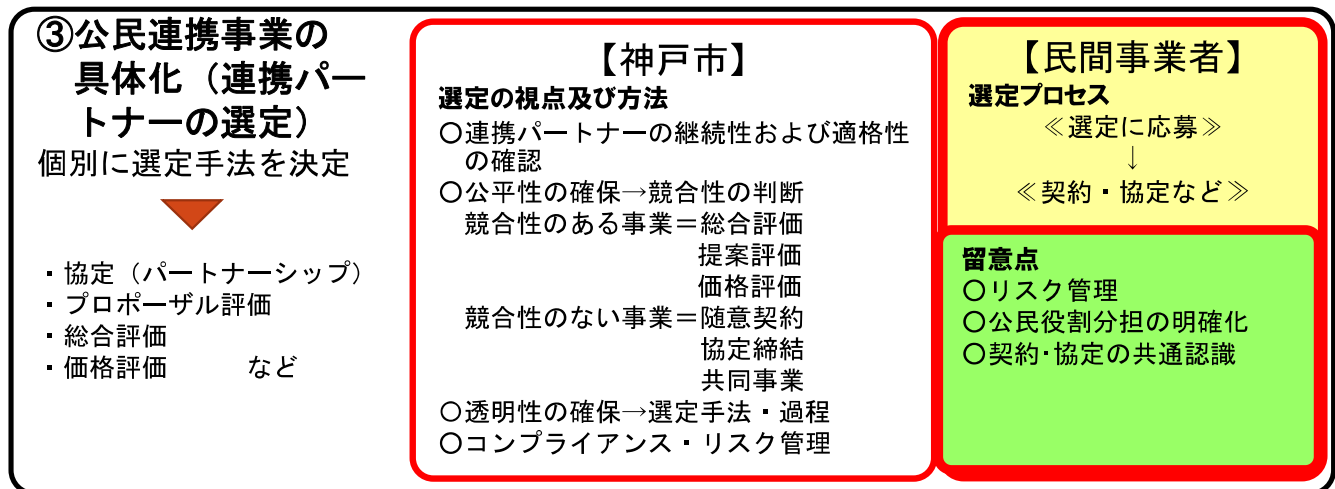 ③公民連携事業の
具体化（連携パー
トナーの選定）
個別に選定手法を決定
・協定（パートナーシップ）
・プロポーザル評価
・総合評価
・価格評価　　　など
【神戸市】
選定の視点及び方法
○連携パートナーの継続性および適格性
の確認
○公平性の確保→競合性の判断
競合性のある事業＝総合評価
提案評価
価格評価
競合性のない事業＝随意契約
協定締結
共同事業
○透明性の確保→選定手法・過程
○コンプライアンス・リスク管理
【民間事業者】
選定プロセス
≪選定に応募≫
↓
≪契約・協定など≫
留意点
○リスク管理
○公民役割分担の明確化
○契約・協定の共通認識